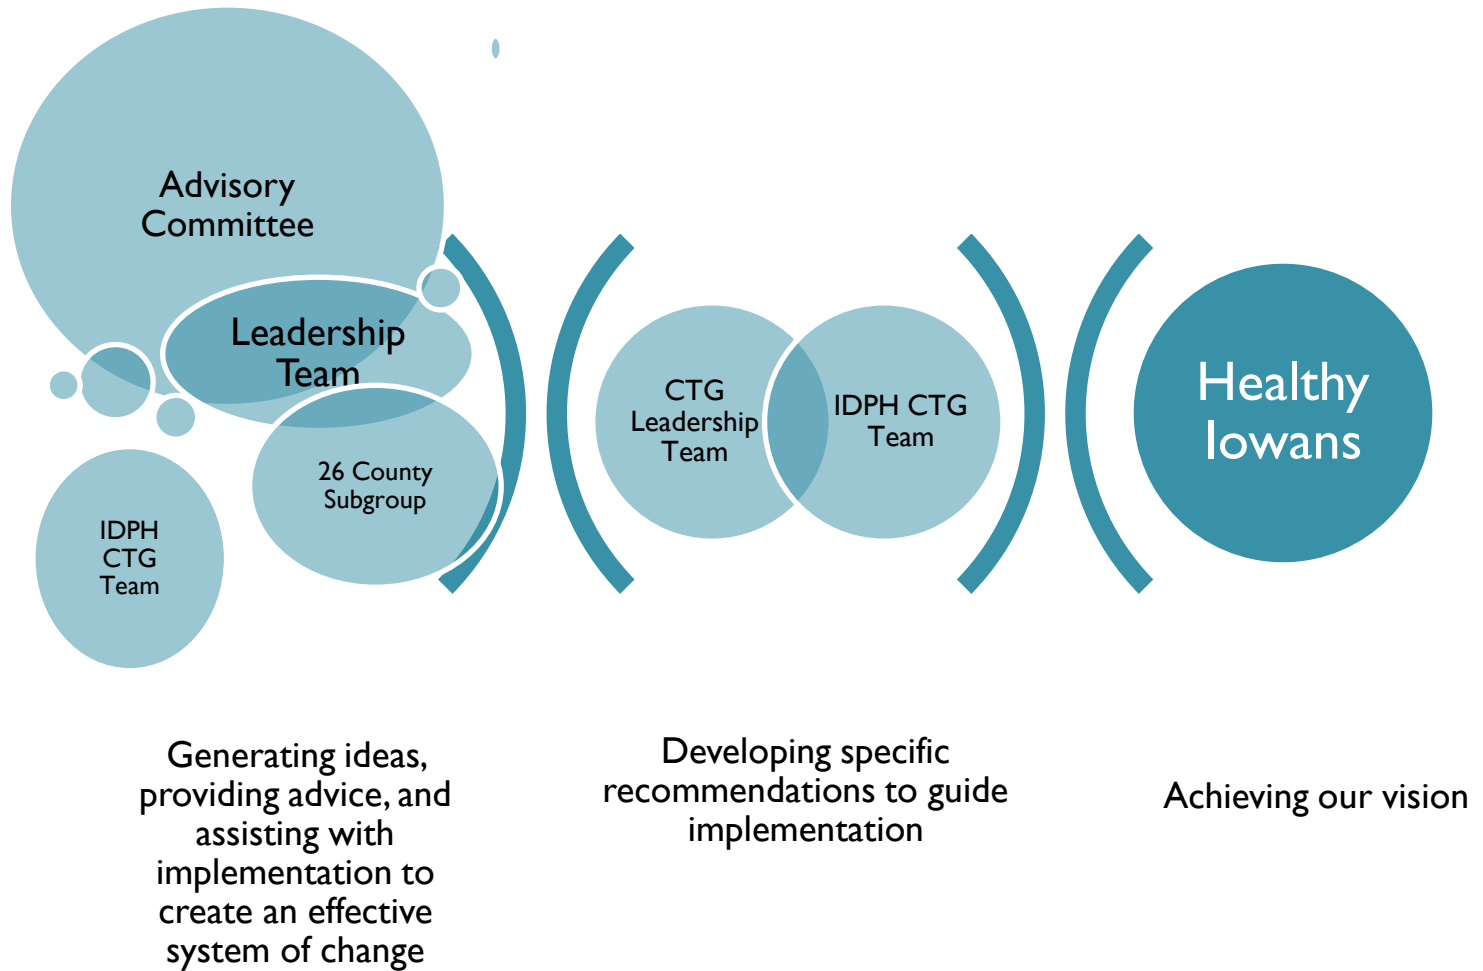 Advisory
Committee
Leadership
Team
26 County
Subgroup
IDPH
CTG
Team
CTG
Leadership
Team
IDPH CTG
Team
Healthy
Iowans
Generating ideas,
providing advice, and
assisting with
implementation to
create an effective
system of change
Developing specific
recommendations to guide
implementation
Achieving our vision